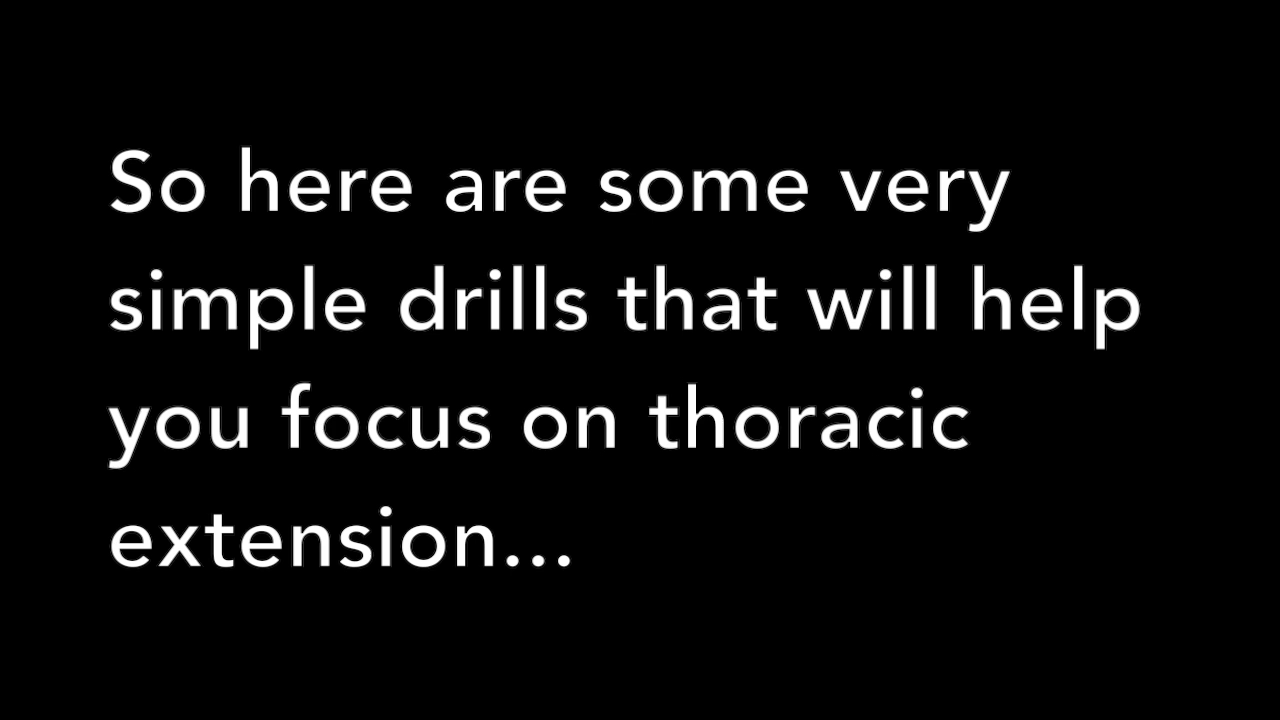 So here are some very
simple drills that will help
you focus on thoracic
extension...